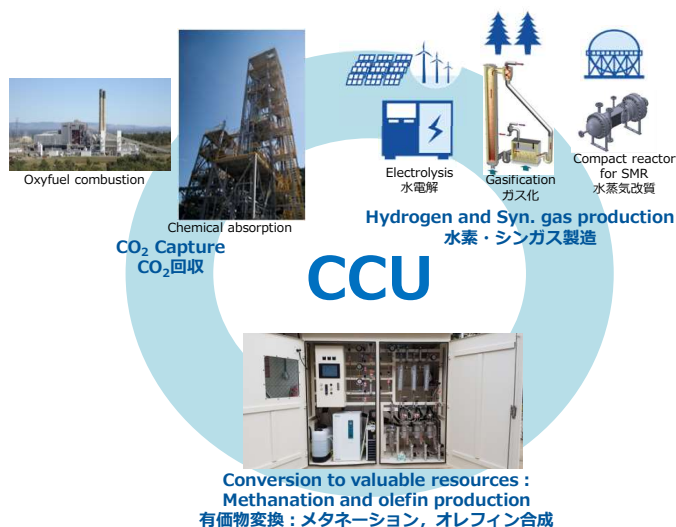 Oxyfuel combustion
Chemical absorption
CO₂ Capture
CO₂回収
Electrolysis
水電解
Gasification
ガス化
Compact reactor
for SMR
水蒸気改質
Hydrogen and Syn. gas production
水素・シンガス製造
CCU
Conversion to valuable resources :
Methanation and olefin production
有価物変換：メタネーション，オレフィン合成